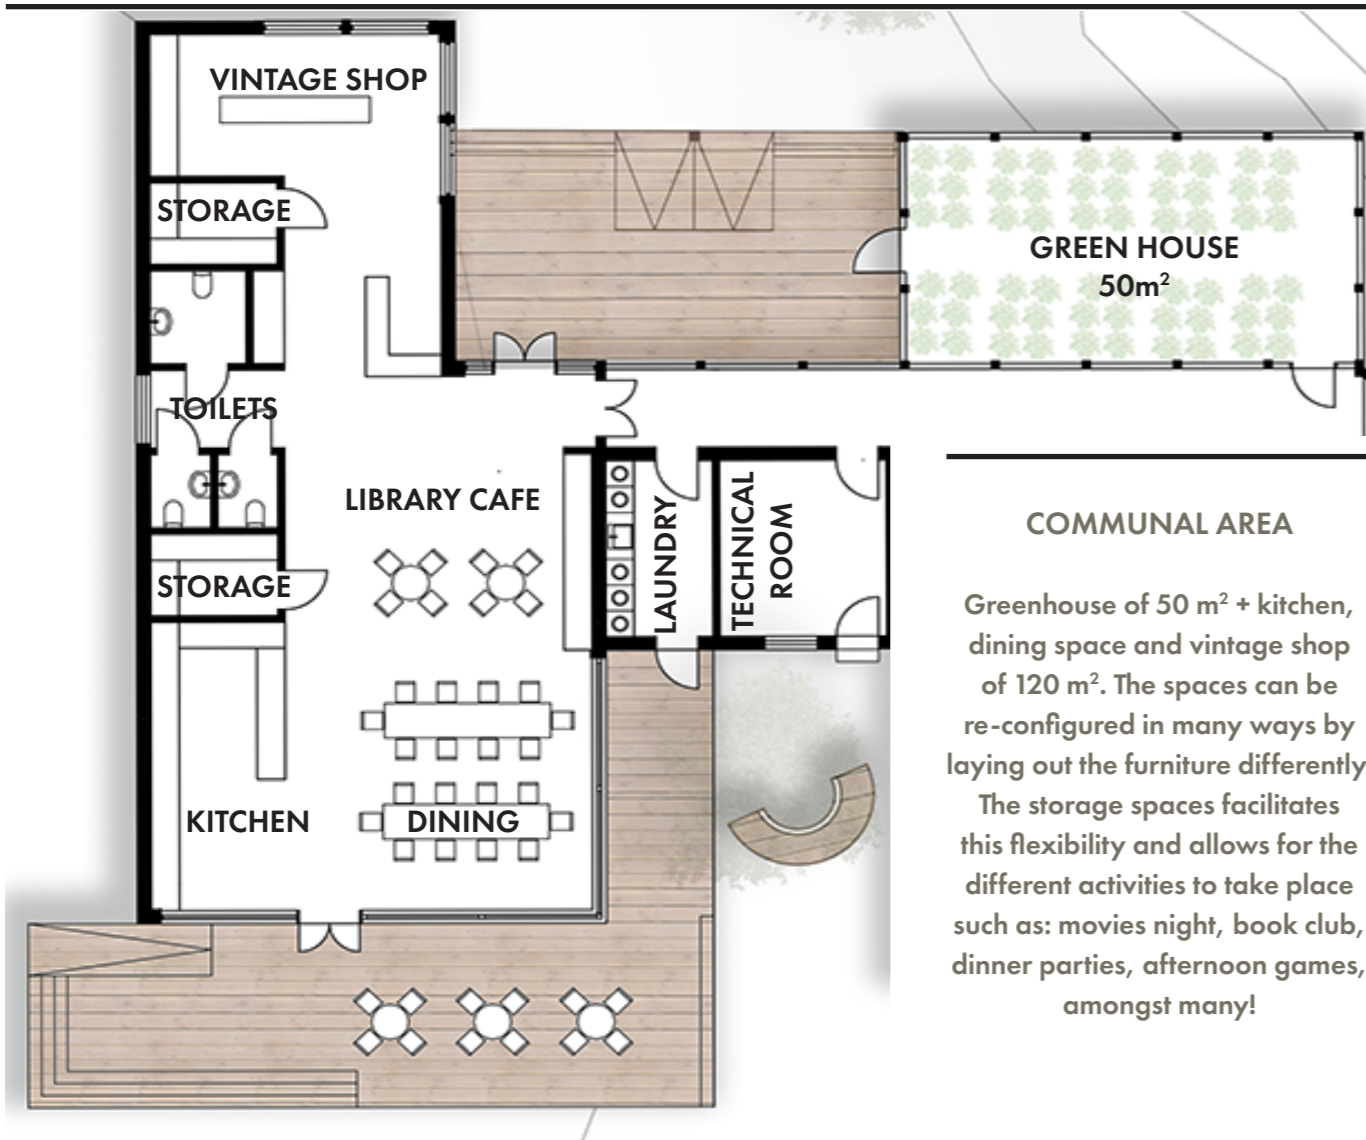 VINTAGE SHOP
STORAGE
GREEN HOUSE
50m²
TOILETS
LIBRARY CAFE
STORAGE
LAUNDRY
TECHNICAL
ROOM
KITCHEN
DINING
COMMUNAL AREA
Greenhouse of 50 m² + kitchen,
dining space and vintage shop
of 120 m². The spaces can be
re-configured in many ways by
laying out the furniture differently
The storage spaces facilitates
this flexibility and allows for the
different activities to take place
such as: movies night, book club,
dinner parties, afternoon games,
amongst many!